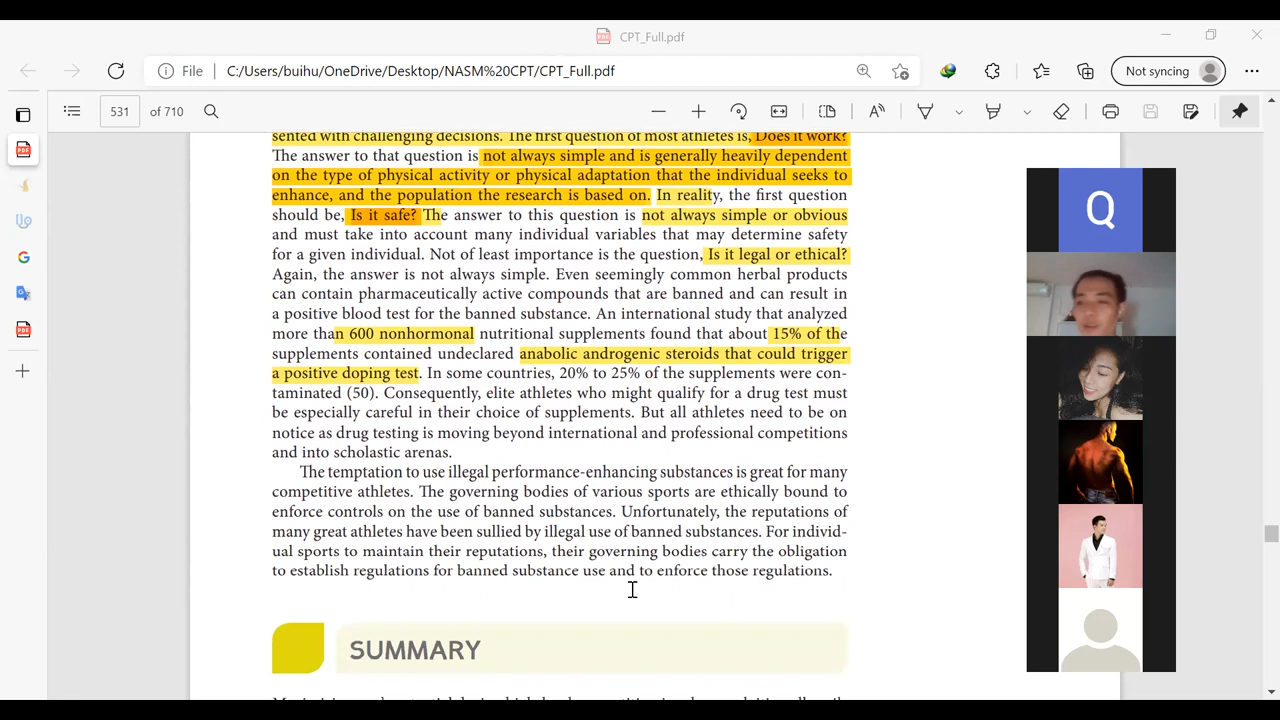 CPT_Full.pdf
File
C:/Users/buihu/OneDrive/Desktop/NASM%20CPT/CPT_Full.pdf
Not syncing
531 of 710
sented with challenging decisions. The first question of most athletes is, Does it work?
The answer to that question is not always simple and is generally heavily dependent
on the type of physical activity or physical adaptation that the individual seeks to
enhance, and the population the research is based on. In reality, the first question
should be, Is it safe? The answer to this question is not always simple or obvious
and must take into account many individual variables that may determine safety
for a given individual. Not of least importance is the question, Is it legal or ethical?
Again, the answer is not always simple. Even seemingly common herbal products
can contain pharmaceutically active compounds that are banned and can result in
a positive blood test for the banned substance. An international study that analyzed
more than 600 nonhormonal nutritional supplements found that about 15% of the
supplements contained undeclared anabolic androgenic steroids that could trigger
a positive doping test. In some countries, 20% to 25% of the supplements were con-
taminated (50). Consequently, elite athletes who might qualify for a drug test must
be especially careful in their choice of supplements. But all athletes need to be on
notice as drug testing is moving beyond international and professional competitions
and into scholastic arenas.
The temptation to use illegal performance-enhancing substances is great for many
competitive athletes. The governing bodies of various sports are ethically bound to
enforce controls on the use of banned substances. Unfortunately, the reputations of
many great athletes have been sullied by illegal use of banned substances. For individ-
ual sports to maintain their reputations, their governing bodies carry the obligation
to establish regulations for banned substance use and to enforce those regulations.
SUMMARY
Q